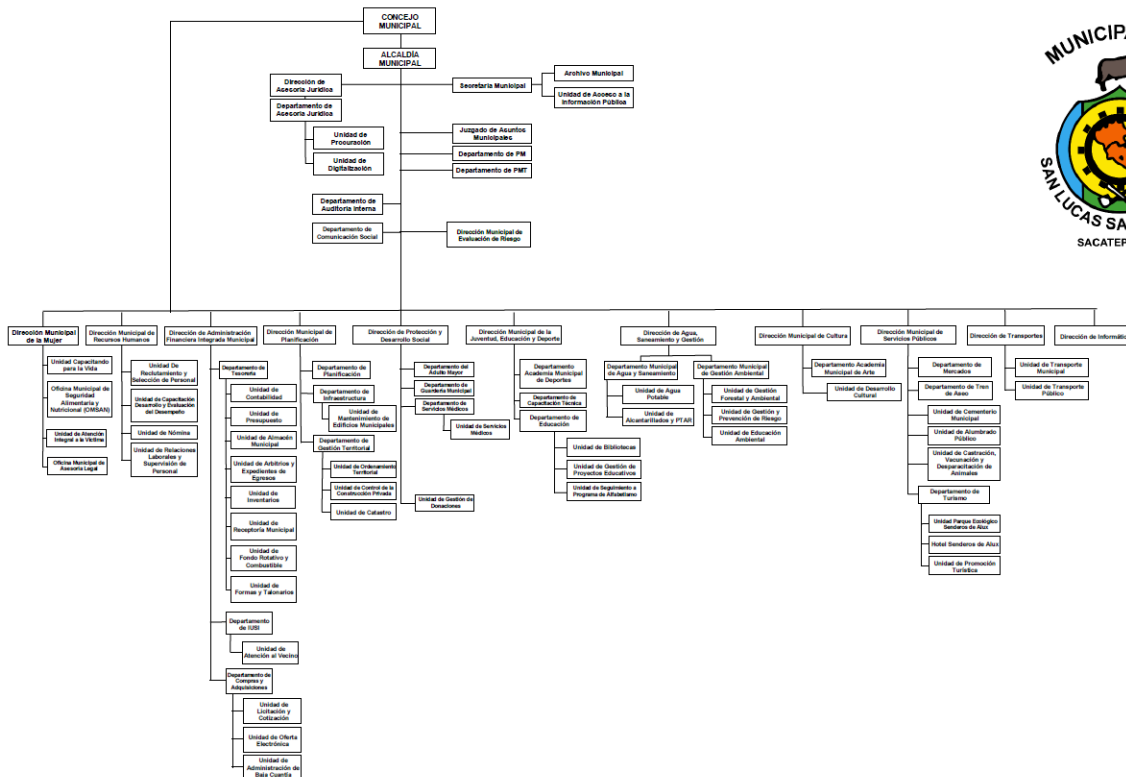 CONCEJO
MUNICIPAL
ALCALDÍA
MUNICIPAL
Dirección de
Asesoría Jurídica
Secretaría Municipal
Archivo Municipal
Unidad de Acceso a la
Información Pública
Departamento de
Asesoría Jurídica
Unidad de
Procuración
Unidad de
Digitalización
Juzgado de Asuntos
Municipales
Departamento de PM
Departamento de PMT
Departamento de
Auditoría Interna
Departamento de
Comunicación Social
Dirección Municipal de
Evaluación de Riesgo
SAN LUCAS
Dirección Municipal
de la Mujer
Unidad Capacitando
para la Vida
Oficina Municipal de
Seguridad
Alimentaria y
Nutricional (OMSAN)
Unidad de Atención
Integral a la Víctima
Oficina Municipal de
Asesoría Legal
Dirección Municipal de
Recursos Humanos
Unidad De
Reclutamiento y
Selección de Personal
Unidad de Capacitación
Desarrollo y Evaluación
del Desempeño
Unidad de Nómina
Unidad de Relaciones
Laborales y
Supervisión de
Personal
Dirección de Administración
Financiera Integrada Municipal
Departamento de
Tesorería
Unidad de
Contabilidad
Unidad de
Presupuesto
Unidad de Almacén
Municipal
Unidad de Arbitrios y
Expedientes de
Egresos
Unidad de
Inventarios
Unidad de
Receptoría Municipal
Unidad de
Fondo Rotativo y
Combustible
Unidad de
Formas y Talonarios
Departamento
de IUSI
Unidad de
Atención al Vecino
Departamento de
Compras y
Adquisiciones
Unidad de
Licitación y
Cotización
Unidad de Oferta
Electrónica
Unidad de
Administración de
Baja Cuantía
Dirección Municipal de
Planificación
Departamento de
Planificación
Departamento de
Infraestructura
Unidad de
Mantenimiento de
Edificios Municipales
Departamento de
Gestión Territorial
Unidad de Ordenamiento
Territorial
Unidad de Control de la
Construcción Privada
Unidad de Catastro
Dirección de Protección y
Desarrollo Social
Departamento del
Adulto Mayor
Departamento de
Guardería Municipal
Departamento de
Servicios Médicos
Unidad de Servicios
Médicos
Unidad de Gestión de
Donaciones
Dirección Municipal de la
Juventud, Educación y Deporte
Departamento
Academia Municipal
de Deportes
Departamento de
Capacitación Técnica
Departamento de
Educación
Unidad de Bibliotecas
Unidad de Gestión de
Proyectos Educativos
Unidad de Seguimiento a
Programa de Alfabetismo
Dirección de Agua,
Saneamiento y Gestión
Departamento Municipal
de Agua y Saneamiento
Unidad de Agua
Potable
Unidad de
Alcantarillados y PTAR
Departamento Municipal
de Gestión Ambiental
Unidad de Gestión
Forestal y Ambiental
Unidad de Gestión y
Prevención de Riesgo
Unidad de Educación
Ambiental
Dirección Municipal de Cultura
Departamento Academia
Municipal de Arte
Unidad de Desarrollo
Cultural
Dirección Municipal de
Servicios Públicos
Departamento de
Mercados
Departamento de Tren
de Aseo
Unidad de Cementerio
Municipal
Unidad de Alumbrado
Público
Unidad de Castración,
Vacunación y
Desparacitación de
Animales
Departamento de
Turismo
Unidad Parque Ecológico
Senderos de Alux
Hotel Senderos de Alux
Unidad de Promoción
Turística
Dirección de Transportes
Unidad de Transporte
Municipal
Unidad de Transporte
Público
Dirección de Informátic